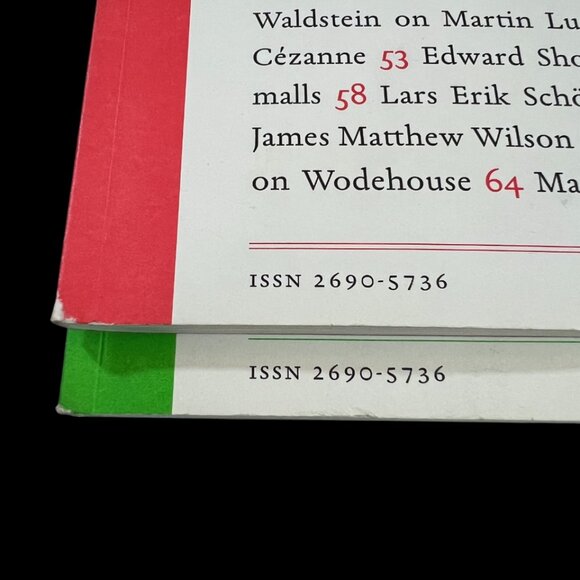 Waldstein on Martin Lu
Cézanne 53 Edward Sho
malls 58 Lars Erik Schö
James Matthew Wilson
on Wodehouse 64 Ma
ISSN 2690-5736
ISSN 2690-5736